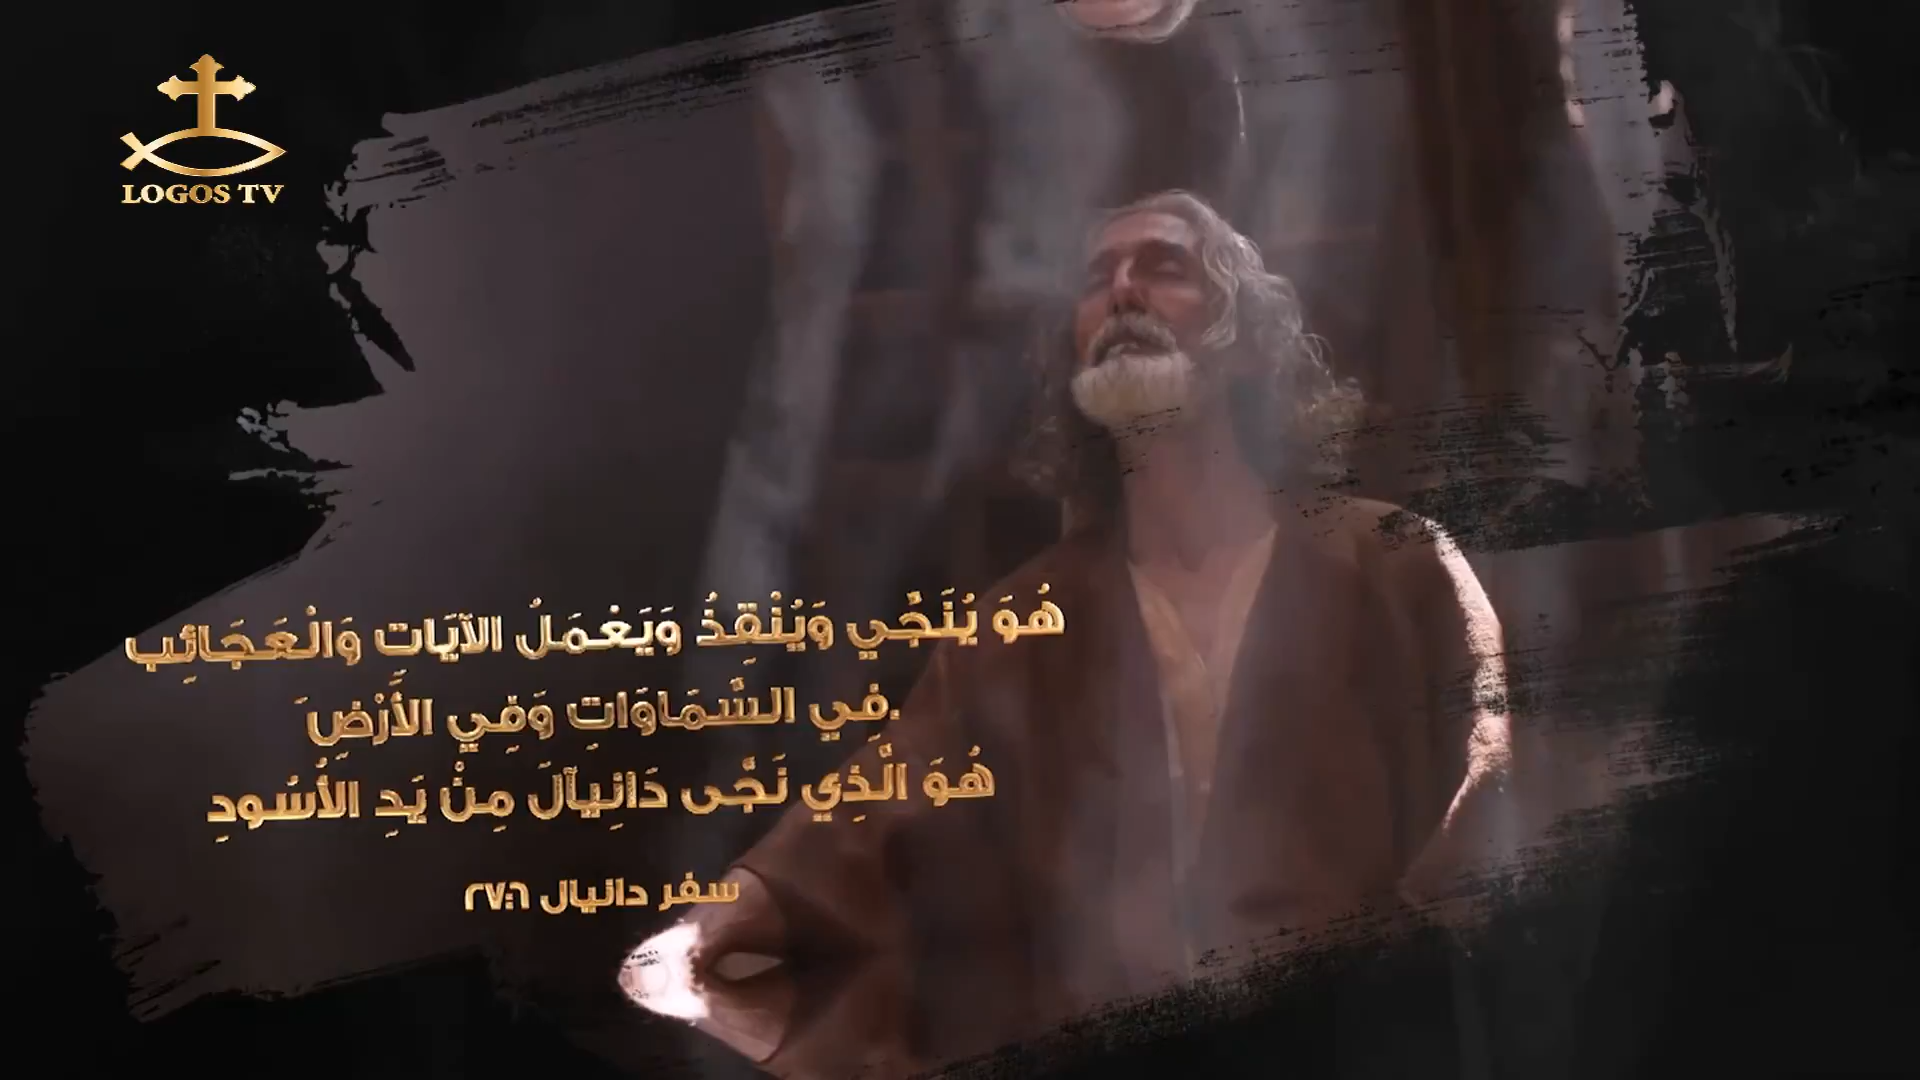 LOGOS TV
هُوَ يُنَجِّي وَيُنْقِذُ وَيَعْمَلُ الآيَاتِ وَالْعَجَائِبَ
.فِي السَّمَاوَاتِ وَفِي الأَرْضِ َ
هُوَ الَّذِي نَجَّى دَانِيآلَ مِنْ يَدِ الأُسُودِ
سفر دانيال ٢٧:٦